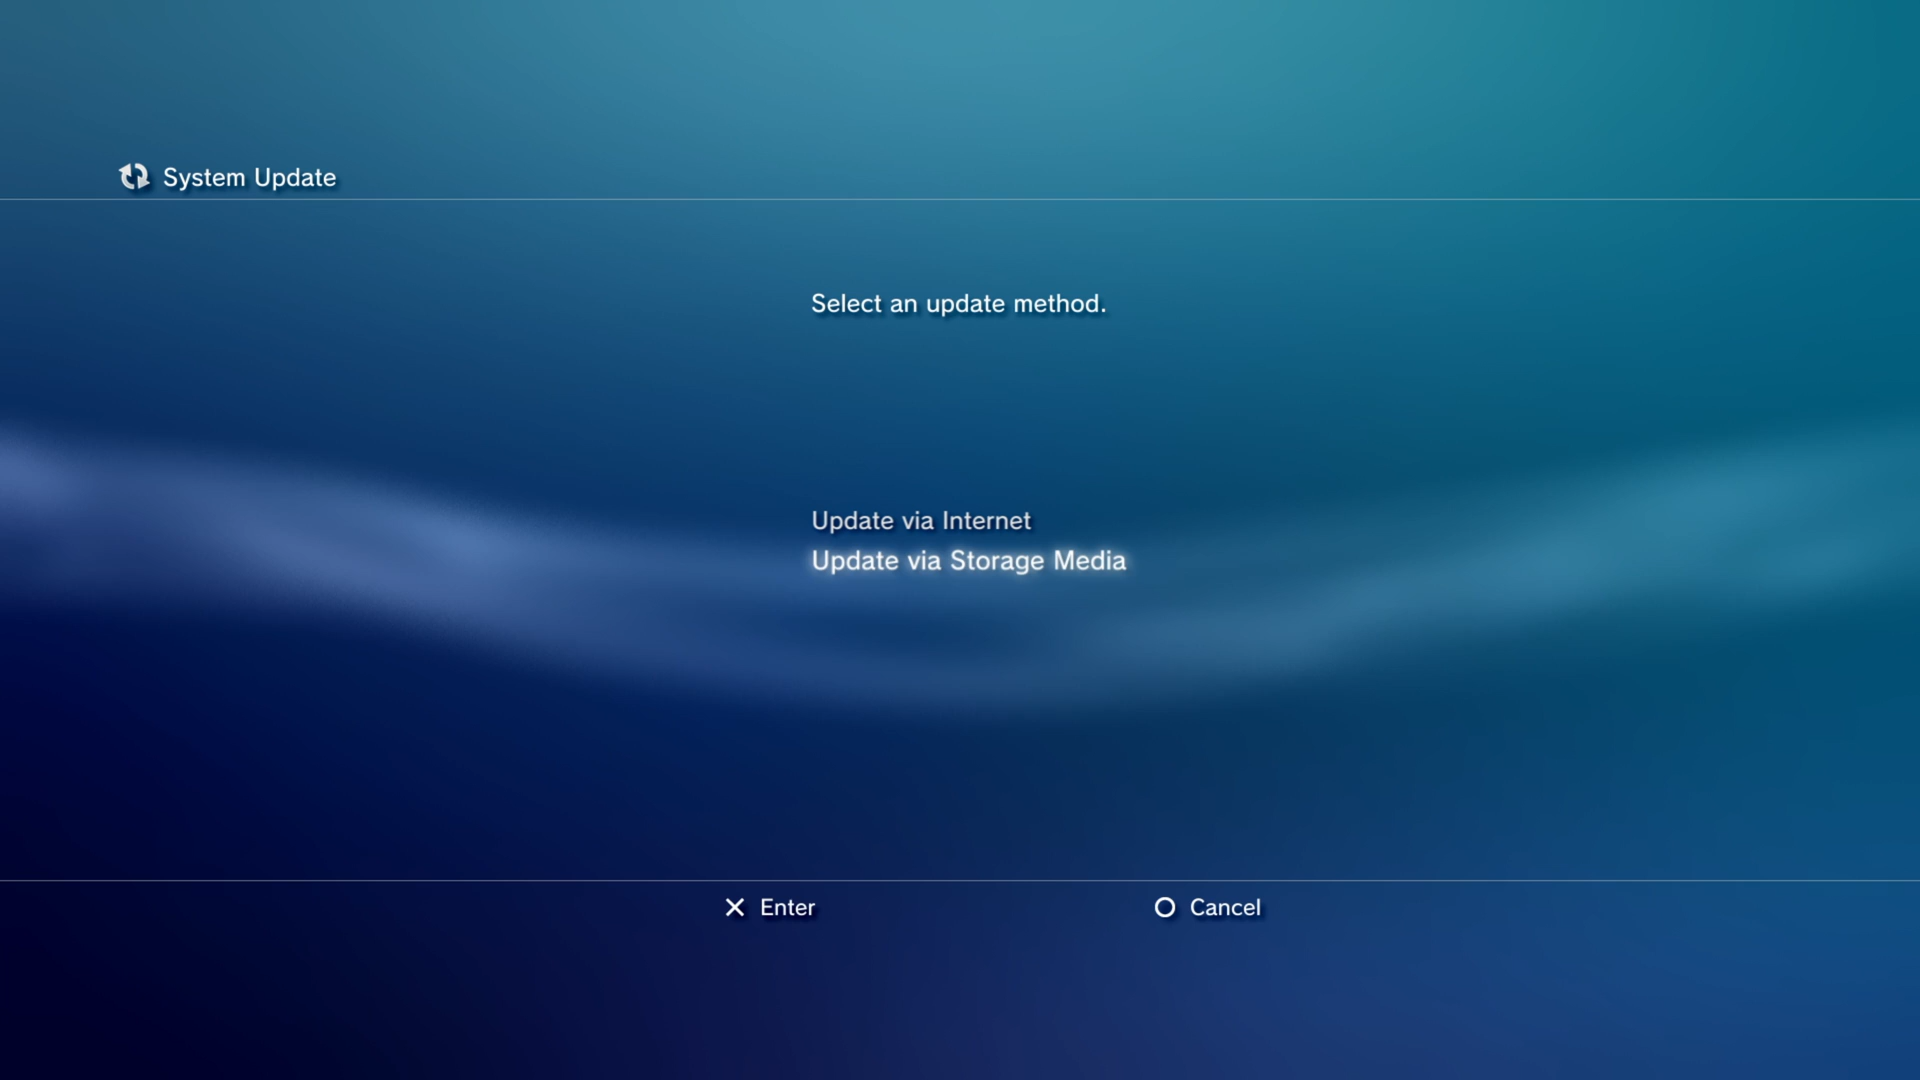 System Update
Select an update method.
Update via Internet
Update via Storage Media
Enter
Cancel